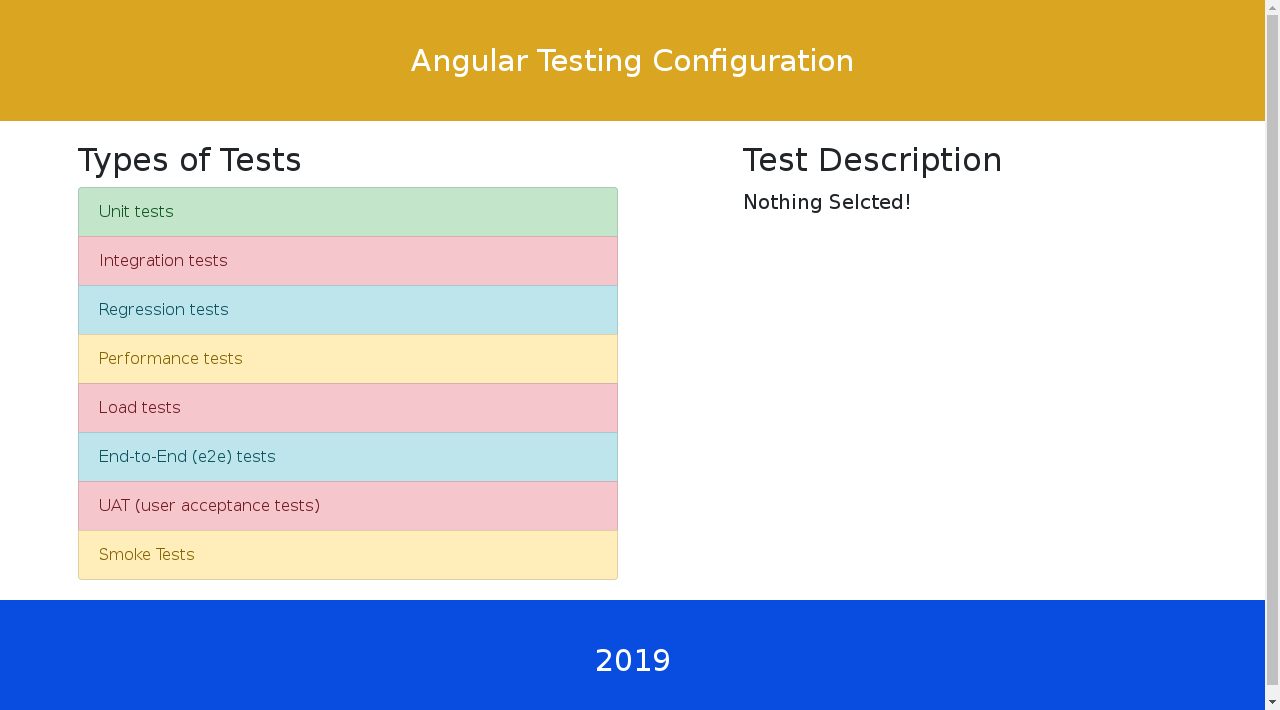 Angular Testing Configuration
Types of Tests
Unit tests
Integration tests
Regression tests
Performance tests
Load tests
End-to-End (e2e) tests
UAT (user acceptance tests)
Smoke Tests
Test Description
Nothing Selcted!
2019